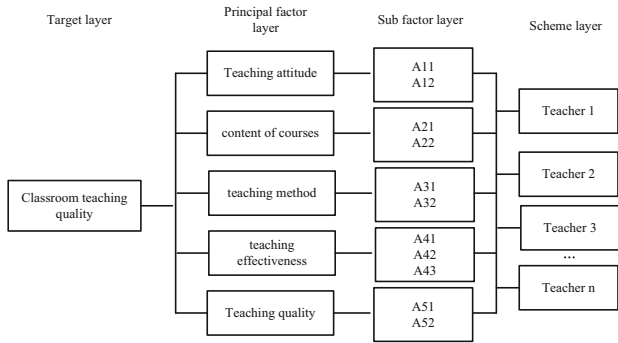 Target layer
Principal factor
layer
Sub factor layer
Scheme layer
Teaching attitude
A11
A12
Teacher 1
content of courses
A21
A22
Classroom teaching
quality
teaching method
A31
A32
Teacher 2
Teacher 3
...
teaching
effectiveness
A41
A42
A43
Teacher n
Teaching quality
A51
A52